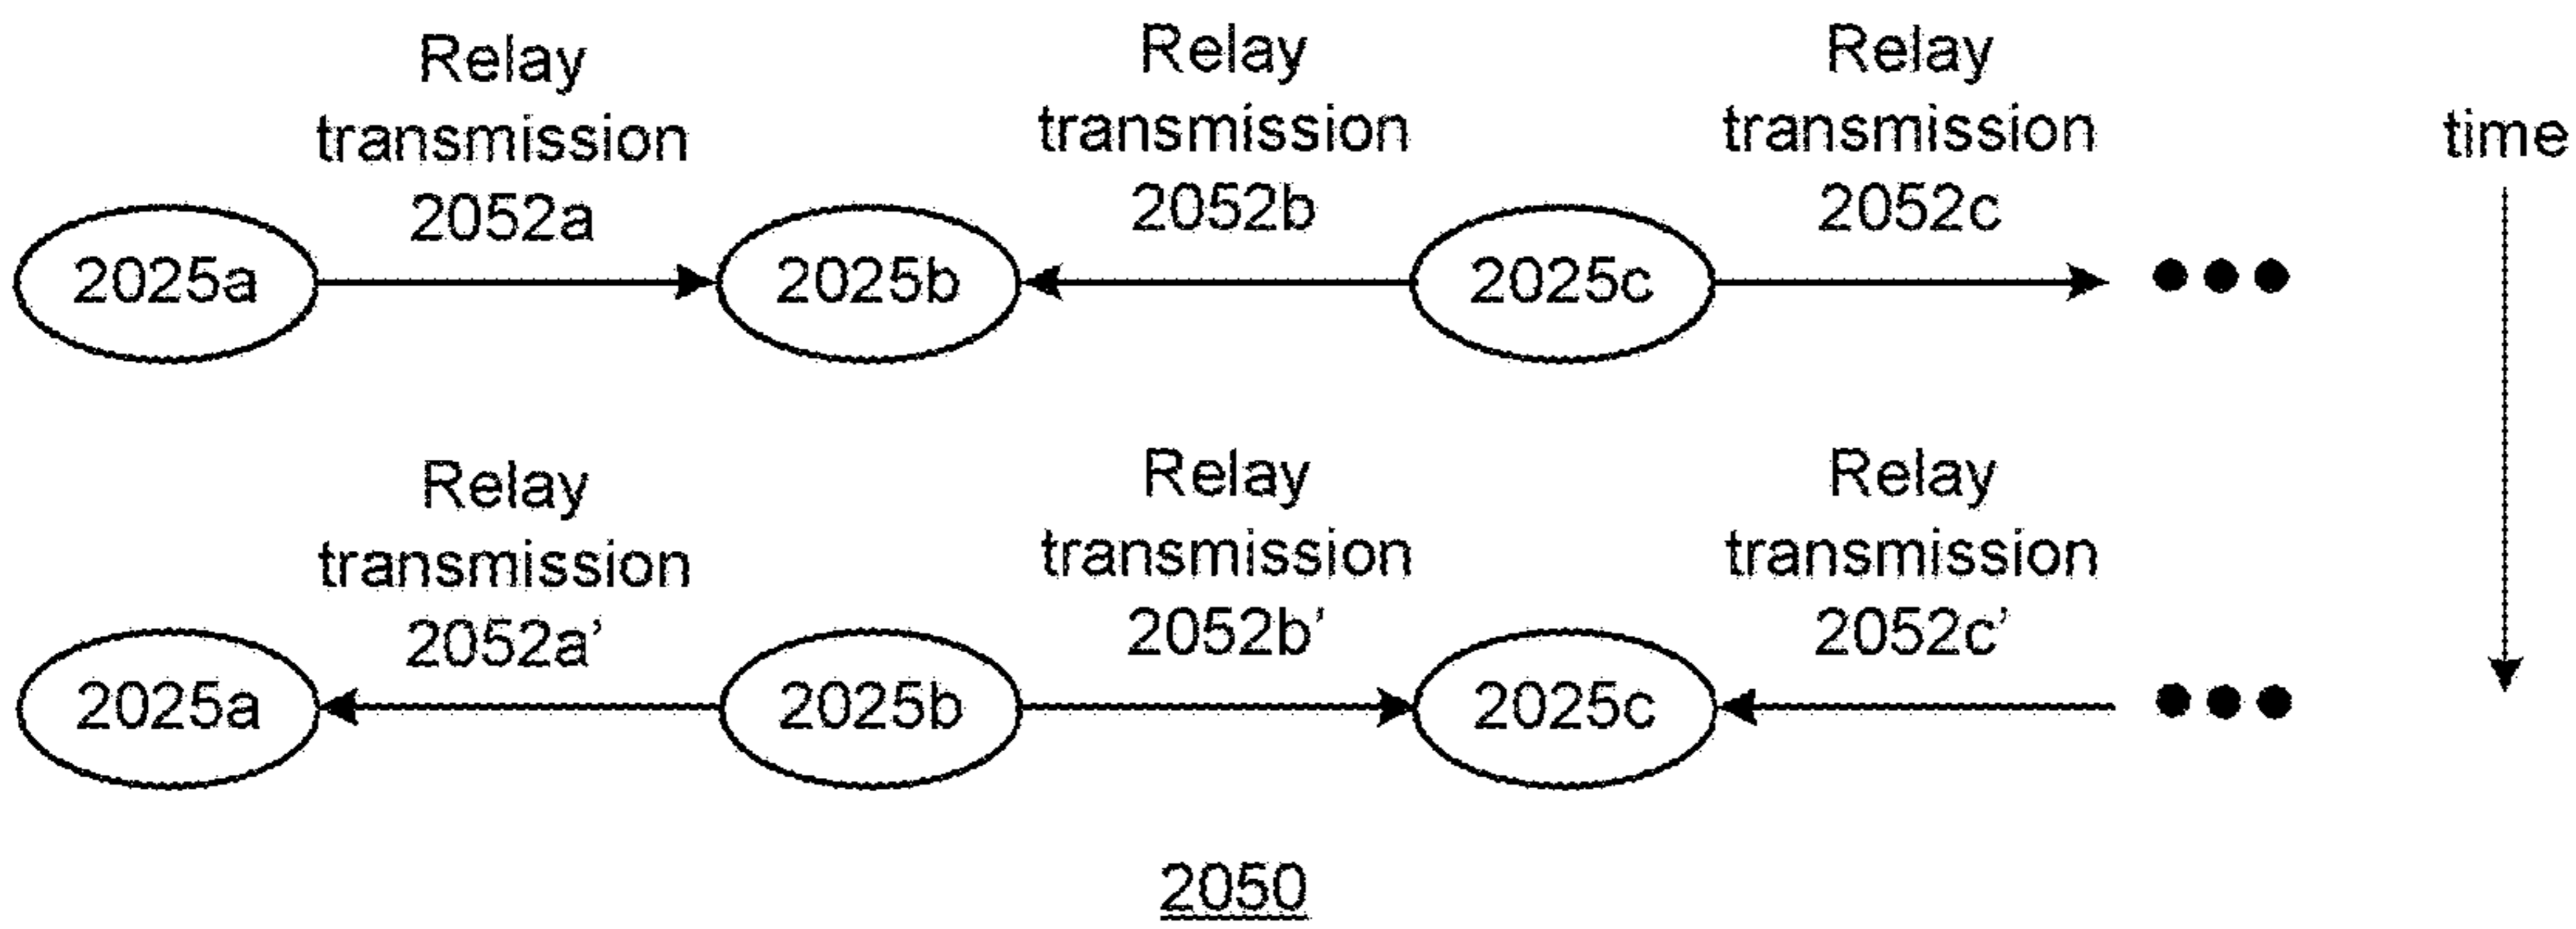 Relay
transmission
2052a
Relay
transmission
2052b
Relay
transmission
2052c
time
2025a
2025b
2025c
Relay
transmission
2052a’
Relay
transmission
2052b’
Relay
transmission
2052c’
2025a
2025b
2025c
2050